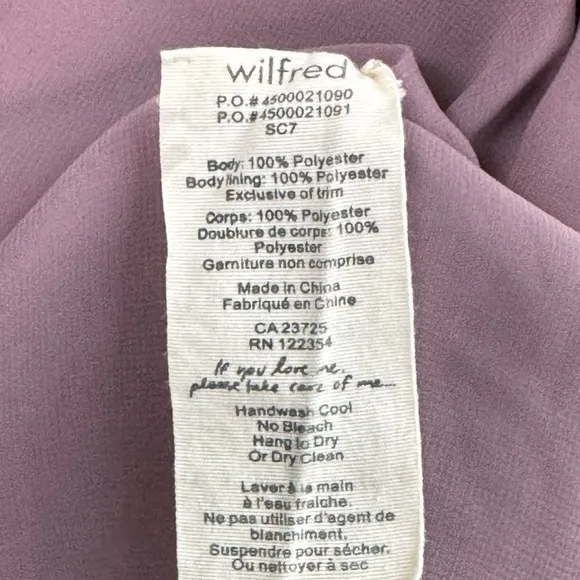 wilfred
P.O.#4500021090
P.O.#4500021091
SC7
Body: 100% Polyester
Body lining: 100% Polyester
Exclusive of trim
Corps: 100% Polyester
Doublure de corps: 100%
Polyester
Garniture non comprise
Made in China
Fabriqué en Chine
CA 23725
RN 122354
If you love me,
please take care of me...
Handwash Cool
No Bleach
Hang to Dry
Or Dry Clean
Laver à la main
à l'eau fraîche.
Ne pas utiliser d'agent de
blanchiment.
Suspendre pour sécher.
Ou nettoyer à sec